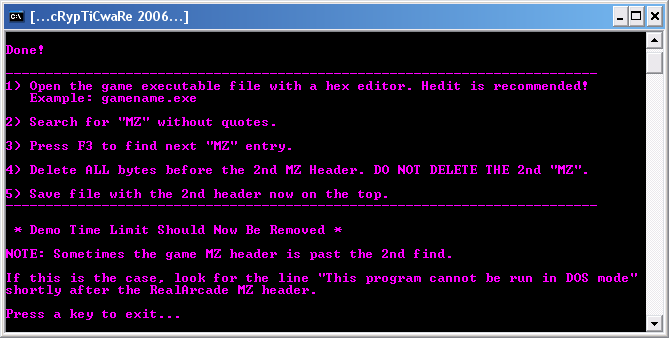 [...cRypTiCwaRe 2006...]
Done!
1) Open the game executable file with a hex editor. Hedit is recommended!
Example: gamename.exe
2) Search for "MZ" without quotes.
3) Press F3 to find next "MZ" entry.
4) Delete ALL bytes before the 2nd MZ Header. DO NOT DELETE THE 2nd "MZ".
5) Save file with the 2nd header now on the top.
* Demo Time Limit Should Now Be Removed *
NOTE: Sometimes the game MZ header is past the 2nd find.
If this is the case, look for the line "This program cannot be run in DOS mode"
shortly after the RealArcade MZ header.
Press a key to exit...